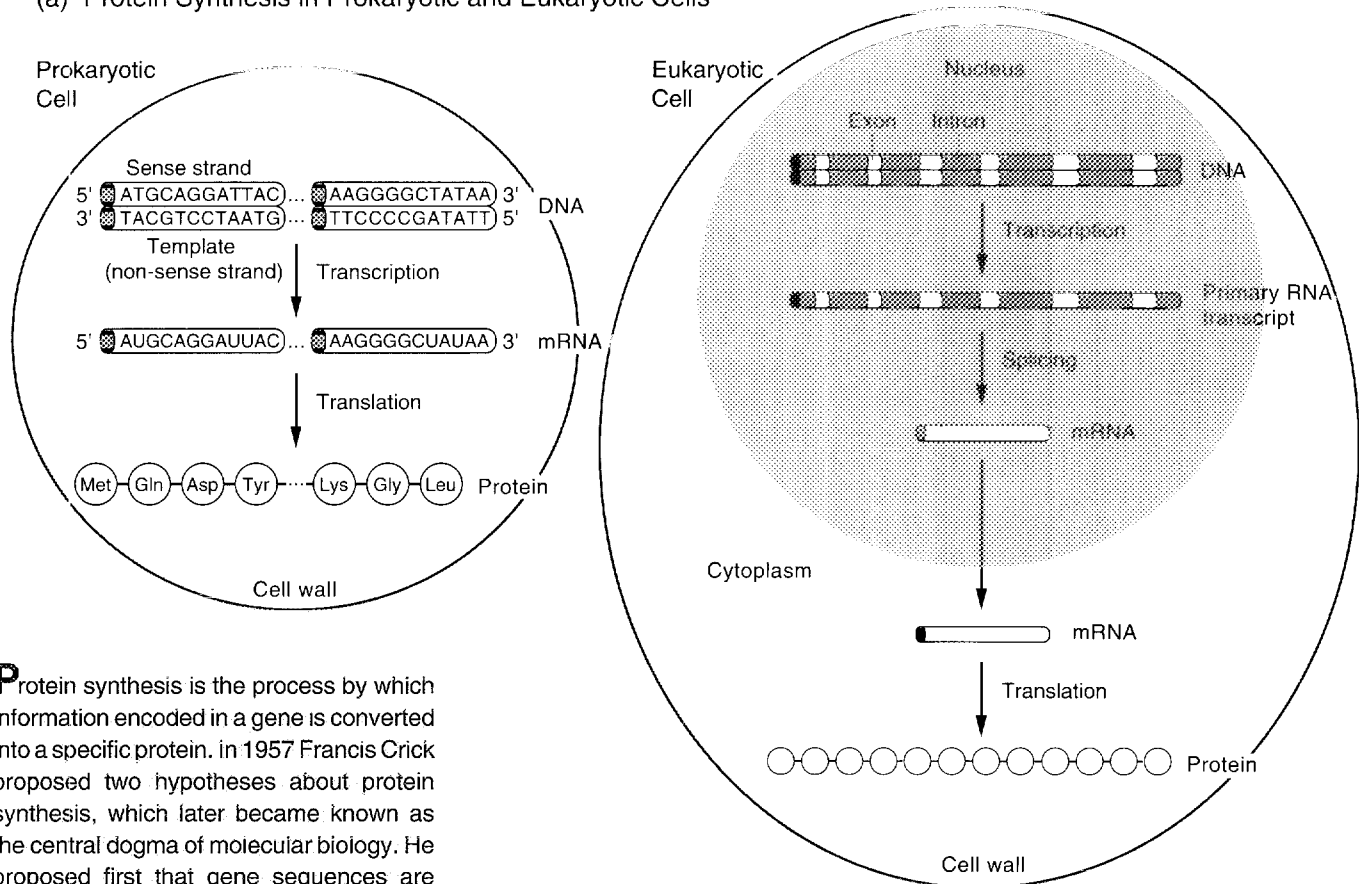 (a) Protein Synthesis in Prokaryotic and Eukaryotic Cells
Prokaryotic
Cell
Sense strand
5' ATGCAGGATTAC ... AAGGGGCTATAA 3'
3' TACGTCCTAATG ... TTCCCCGATATT 5'
DNA
Template
(non-sense strand)
Transcription
5' AUGCAGGAUUAC ... AAGGGGCUAUAA 3' mRNA
Translation
Met Gln Asp Tyr ... Lys Gly Leu Protein
Cell wall
Eukaryotic
Cell
Nucleus
Exon Intron
DNA
Transcription
Primary RNA
transcript
Splicing
mRNA
Cytoplasm
mRNA
Translation
Protein
Cell wall
Protein synthesis is the process by which
information encoded in a gene is converted
into a specific protein. In 1957 Francis Crick
proposed two hypotheses about protein
synthesis, which later became known as
the central dogma of molecular biology. He
proposed first that gene sequences are